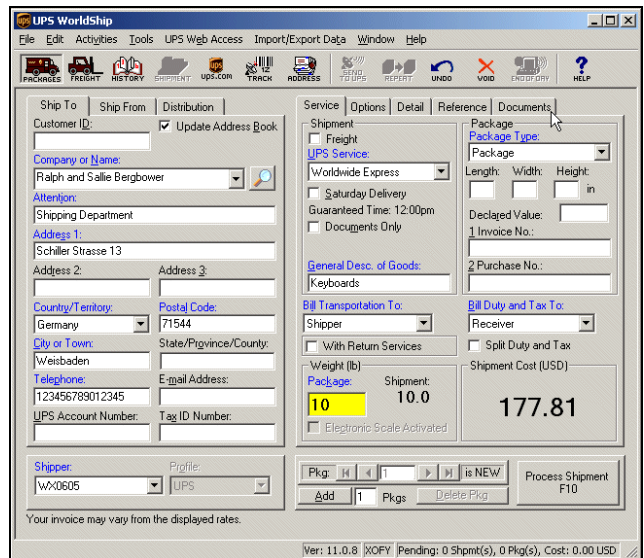 UPS WorldShip
File Edit Activities Tools UPS Web Access Import/Export Data Window Help
PACKAGES FREIGHT HISTORY SHIPMENT ups.com TRACK ADDRESS SEND TO UPS REPEAT UNDO VOID END OF DAY HELP
Ship To Ship From Distribution
Customer ID:
Update Address Book
Company or Name:
Ralph and Sallie Bergbower
Attention:
Shipping Department
Address 1:
Schiller Strasse 13
Address 2: Address 3:
Country/Territory: Postal Code:
Germany 71544
City or Town: State/Province/County:
Weisbaden
Telephone: E-mail Address:
123456789012345
UPS Account Number: Tax ID Number:
Shipper: Profile:
WX0605 UPS
Service Options Detail Reference Documents
Shipment
Freight
UPS Service:
Worldwide Express
Saturday Delivery
Guaranteed Time: 12:00pm
Documents Only
General Desc. of Goods:
Keyboards
Package
Package Type:
Package
Length: Width: Height:
in
Declared Value:
1 Invoice No.:
2 Purchase No.:
Bill Transportation To: Bill Duty and Tax To:
Shipper Receiver
With Return Services Split Duty and Tax
Weight (lb)
Package: Shipment:
10 10.0
Electronic Scale Activated
Shipment Cost (USD)
177.81
Pkg: 1 is NEW
Add 1 Pkgs Delete Pkg
Process Shipment
F10
Your invoice may vary from the displayed rates.
Ver: 11.0.8 XOFY Pending: 0 Shpmt(s), 0 Pkg(s), Cost: 0.00 USD